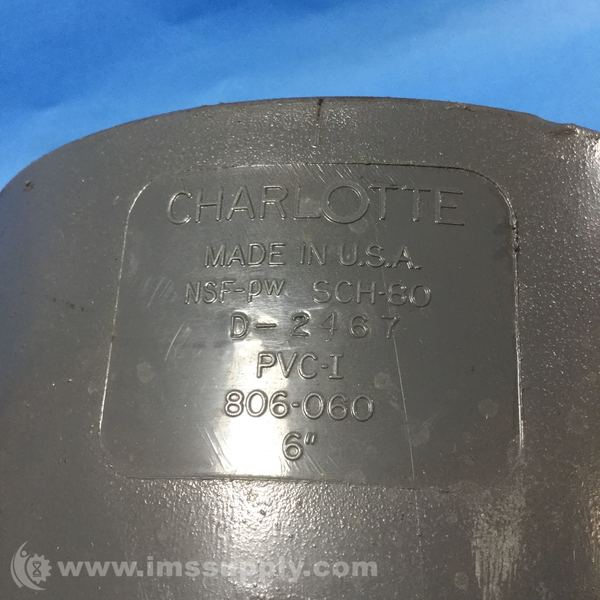 CHARLOTTE
MADE IN U.S.A.
NSF-pw SCH-80
D-2467
PVC-I
806-060
6"
www.imssupply.com